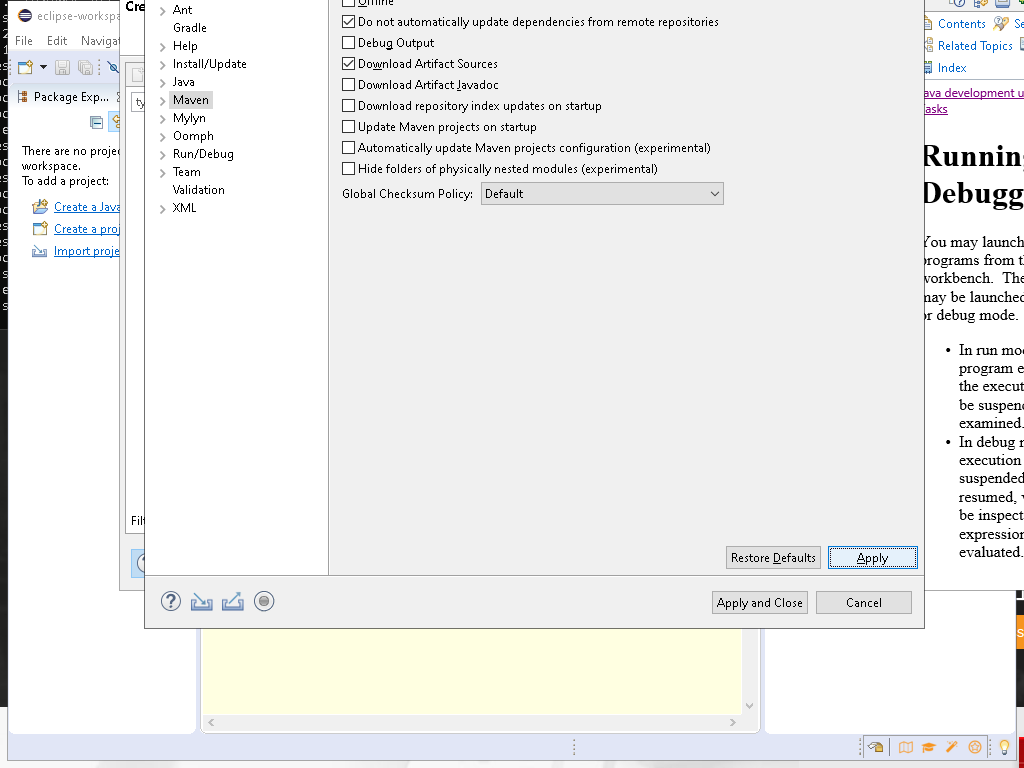 eclipse-workspa
Cre
File Edit Navigat
Package Exp...
There are no projec
workspace.
To add a project:
Create a Java
Create a proj
Import proje
ty
Filt
Ant
Gradle
Help
Install/Update
Java
Maven
Mylyn
Oomph
Run/Debug
Team
Validation
XML
Offline
Do not automatically update dependencies from remote repositories
Debug Output
Download Artifact Sources
Download Artifact Javadoc
Download repository index updates on startup
Update Maven projects on startup
Automatically update Maven projects configuration (experimental)
Hide folders of physically nested modules (experimental)
Global Checksum Policy: Default
Restore Defaults Apply
? Apply and Close Cancel
Contents Se
Related Topics
Index
ava development u
asks
Running
Debugg
You may launch
programs from th
workbench. The
may be launched
or debug mode.
• In run mod
program e
the execut
be suspend
examined.
• In debug m
execution
suspended
resumed, v
be inspect
expression
evaluated.